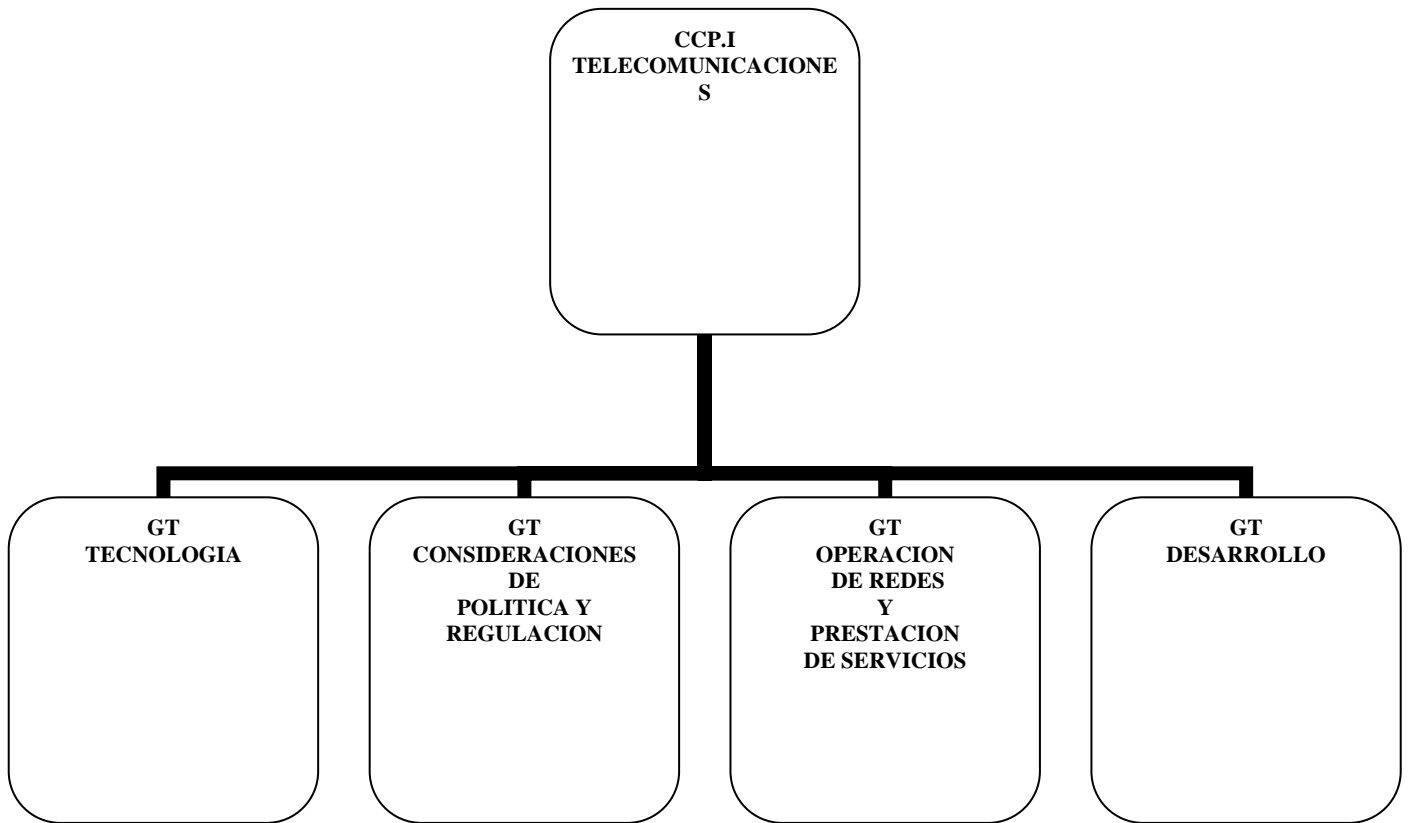 CCP.I
TELECOMUNICACIONE
S
GT
TECNOLOGIA
GT
CONSIDERACIONES
DE
POLITICA Y
REGULACION
GT
OPERACION
DE REDES
Y
PRESTACION
DE SERVICIOS
GT
DESARROLLO